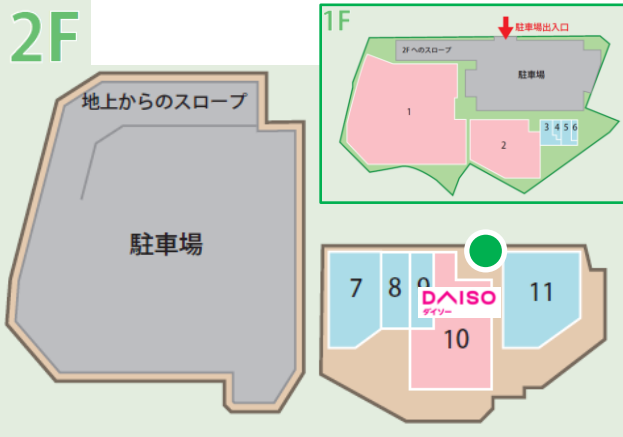 2F
地上からのスロープ
駐車場
1F
駐車場出入口
2Fへのスロープ
駐車場
1
2
3 4 5 6
7 8 9
DAISO
ダイソー
10
11